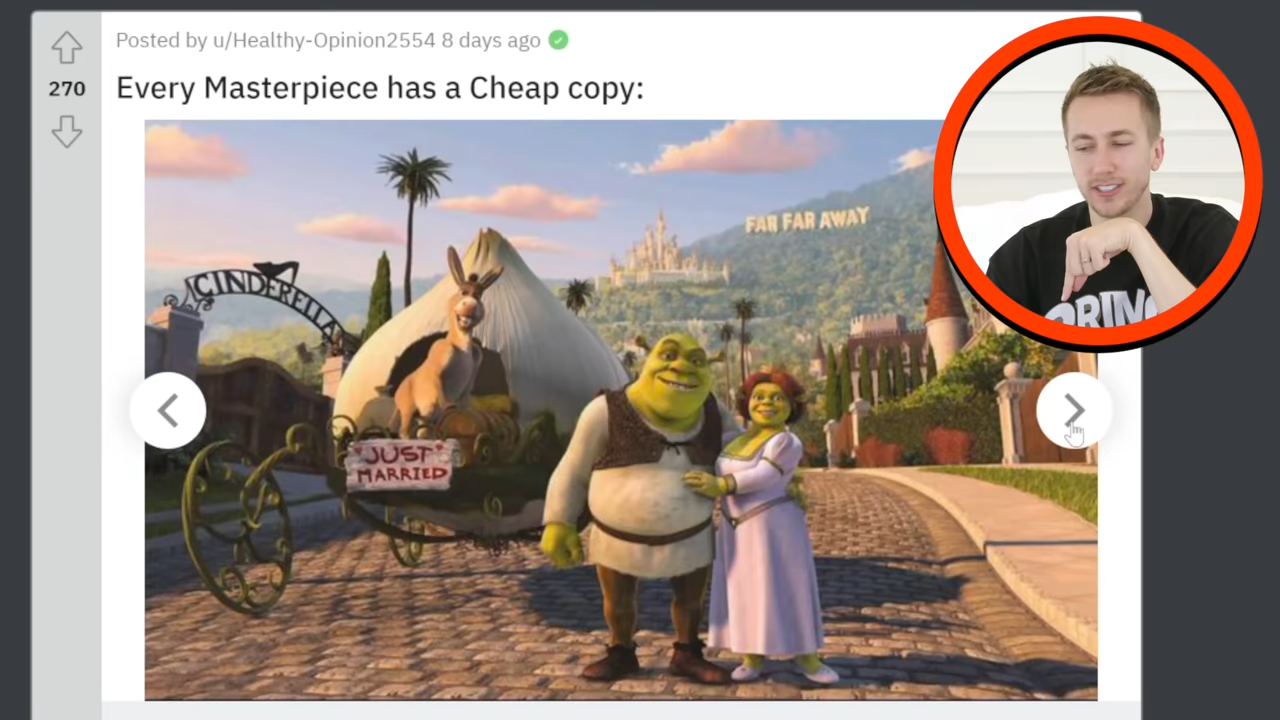 Posted by u/Healthy-Opinion2554 8 days ago
270
Every Masterpiece has a Cheap copy:
FAR FAR AWAY
CINDERELLA
"JUST"
MARRIED